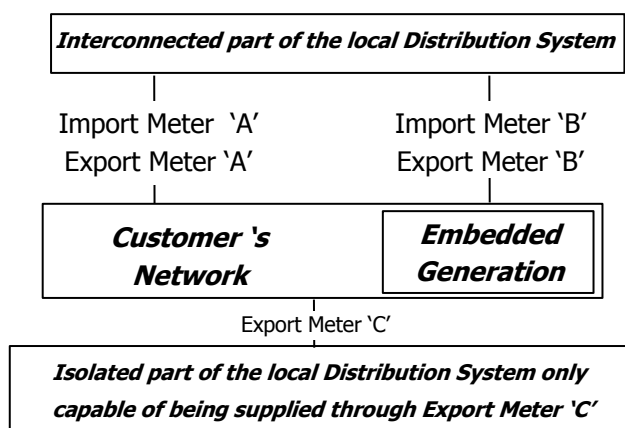 Interconnected part of the local Distribution System
Import Meter ‘A’
Export Meter ‘A’
Import Meter ‘B’
Export Meter ‘B’
Customer ‘s
Network
Embedded
Generation
Export Meter ‘C’
Isolated part of the local Distribution System only
capable of being supplied through Export Meter ‘C’